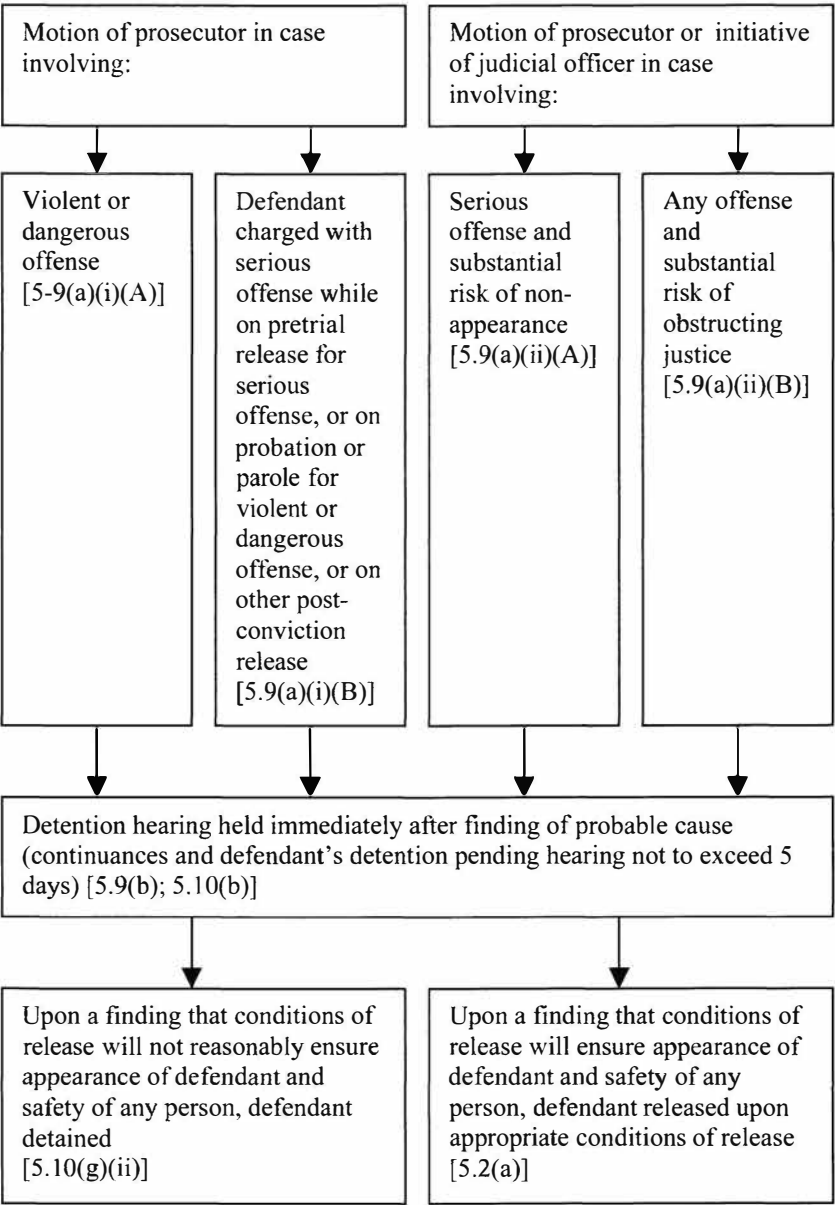 Motion of prosecutor in case
involving:
Motion of prosecutor or initiative
of judicial officer in case
involving:
Violent or
dangerous
offense
[5-9(a)(i)(A)]
Defendant
charged with
serious
offense while
on pretrial
release for
serious
offense, or on
probation or
parole for
violent or
dangerous
offense, or on
other post-
conviction
release
[5.9(a)(i)(B)]
Serious
offense and
substantial
risk of non-
appearance
[5.9(a)(ii)(A)]
Any offense
and
substantial
risk of
obstructing
justice
[5.9(a)(ii)(B)]
Detention hearing held immediately after finding of probable cause
(continuances and defendant's detention pending hearing not to exceed 5
days) [5.9(b); 5.10(b)]
Upon a finding that conditions of
release will not reasonably ensure
appearance of defendant and
safety of any person, defendant
detained
[5.10(g)(ii)]
Upon a finding that conditions of
release will ensure appearance of
defendant and safety of any
person, defendant released upon
appropriate conditions of release
[5.2(a)]